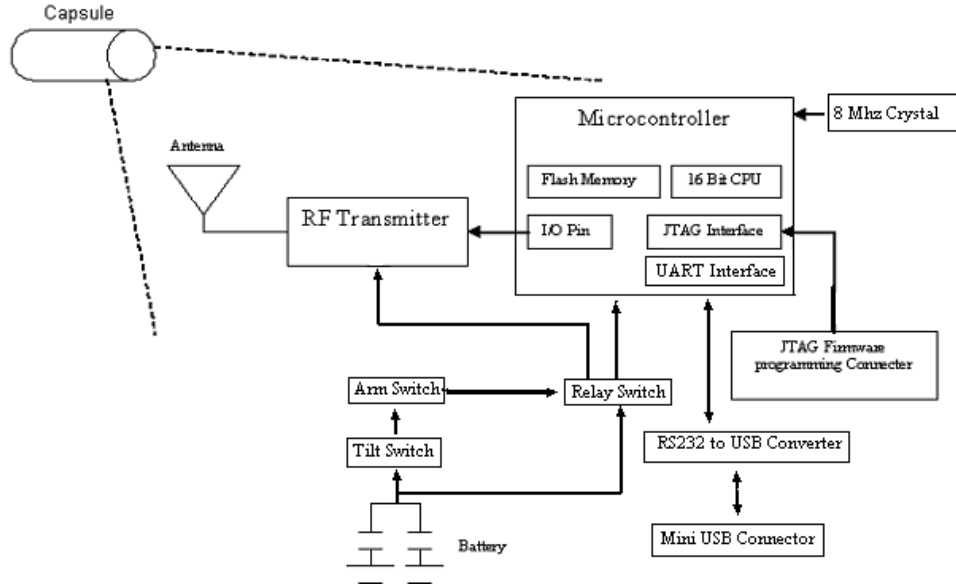 Capsule
Microcontroller
8 Mhz Crystal
Antenna
Flash Memory
16 Bit CPU
RF Transmitter
I/O Pin
JTAG Interface
UART Interface
JTAG Firmware
programming Connecter
Arm Switch
Relay Switch
Tilt Switch
RS232 to USB Converter
Battery
Mini USB Connector